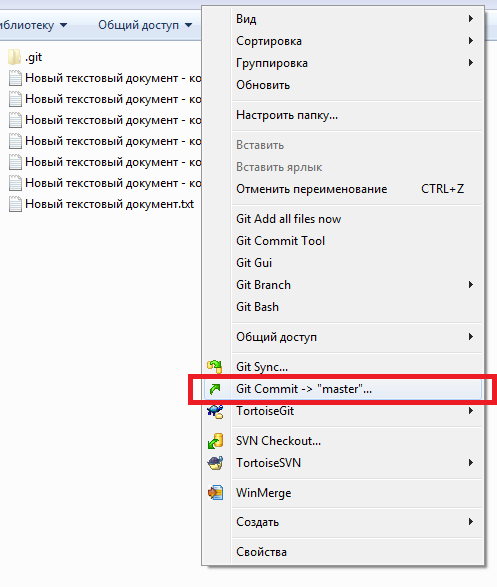 иблиотеку
Общий доступ
.git
Новый текстовый документ - ко
Новый текстовый документ - ко
Новый текстовый документ - ко
Новый текстовый документ - ко
Новый текстовый документ - ко
Новый текстовый документ - ко
Новый текстовый документ.txt
Вид
Сортировка
Группировка
Обновить
Настроить папку...
Вставить
Вставить ярлык
Отменить переименование CTRL+Z
Git Add all files now
Git Commit Tool
Git Gui
Git Branch
Git Bash
Общий доступ
Git Sync...
Git Commit -> "master"...
TortoiseGit
SVN Checkout...
TortoiseSVN
WinMerge
Создать
Свойства